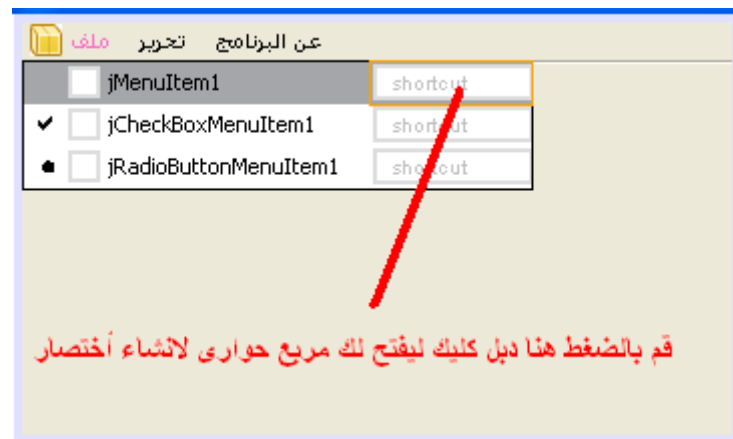 ملف تحرير عن البرنامج
jMenuItem1 shortcut
jCheckBoxMenuItem1 shortcut
jRadioButtonMenuItem1 shortcut
قم بالضغط هنا دبل كليك ليفتح لك مربع حوارى لانشاء أختصار